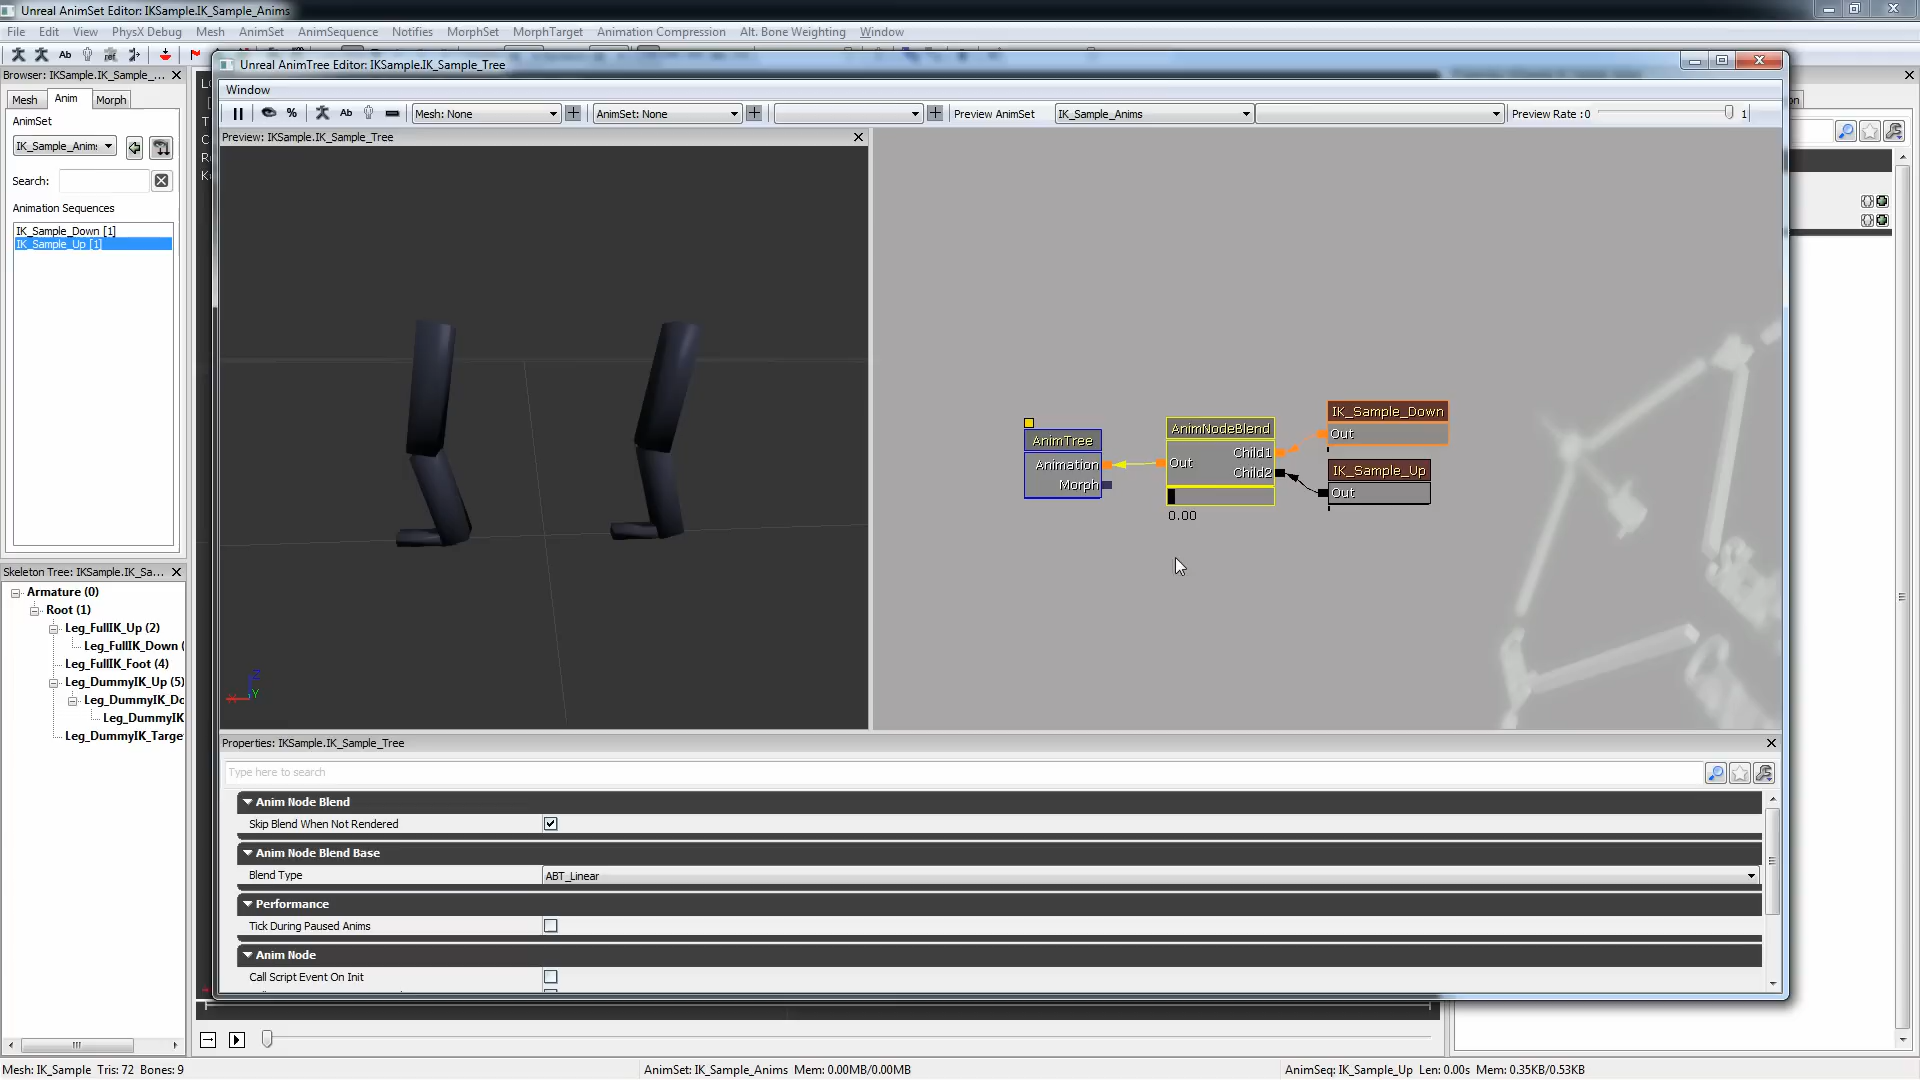 Unreal AnimSet Editor: IKSample.IK_Sample_Anims
File Edit View PhysX Debug Mesh AnimSet AnimSequence Notifies MorphSet MorphTarget Animation Compression Alt. Bone Weighting Window
Browser: IKSample.IK_Sample_...
Mesh Anim Morph
AnimSet
IK_Sample_Anim:
Search:
Animation Sequences
IK_Sample_Down [1]
IK_Sample_Up [1]
Skeleton Tree: IKSample.IK_Sa...
Armature (0)
Root (1)
Leg_FullIK_Up (2)
Leg_FullIK_Down (
Leg_FullIK_Foot (4)
Leg_DummyIK_Up (5)
Leg_DummyIK_Do
Leg_DummyIK
Leg_DummyIK_Targe
Unreal AnimTree Editor: IKSample.IK_Sample_Tree
Window
Mesh: None AnimSet: None Preview AnimSet IK_Sample_Anims Preview Rate :0 1
Preview: IKSample.IK_Sample_Tree
AnimTree
Animation
Morph
AnimNodeBlend
Out
Child1
Child2
0.00
IK_Sample_Down
Out
IK_Sample_Up
Out
X
Y
Z
Properties: IKSample.IK_Sample_Tree
Type here to search
Anim Node Blend
Skip Blend When Not Rendered
Anim Node Blend Base
Blend Type ABT_Linear
Performance
Tick During Paused Anims
Anim Node
Call Script Event On Init
Mesh: IK_Sample Tris: 72 Bones: 9
AnimSet: IK_Sample_Anims Mem: 0.00MB/0.00MB
AnimSeq: IK_Sample_Up Len: 0.00s Mem: 0.35KB/0.53KB